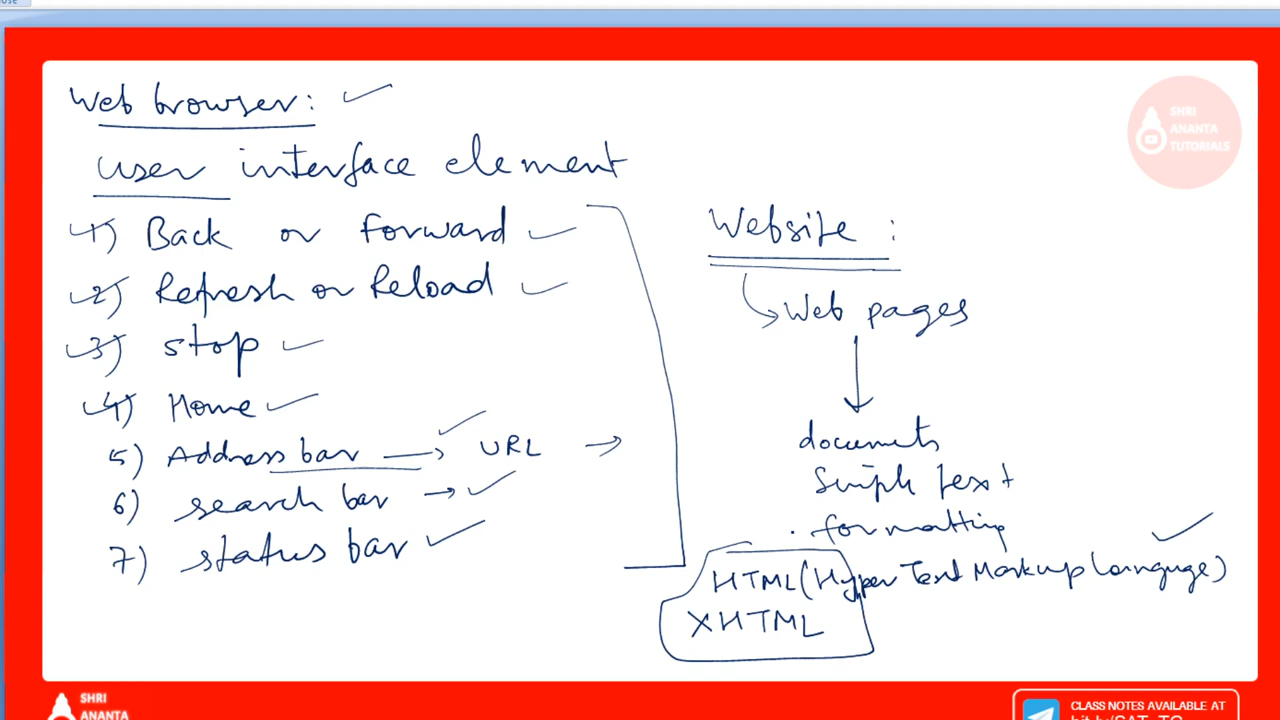 Web browser:
user interface element
1) Back or forward
2) Refresh or Reload
3) stop
4) Home
5) Address bar → URL →
6) search bar →
7) status bar
Website :
Web pages
documents
Simple text
formatting
HTML (Hyper Text Markup Languge)
XHTML
SHRI
ANANTA
TUTORIALS
SHRI
ANANTA
CLASS NOTES AVAILABLE AT